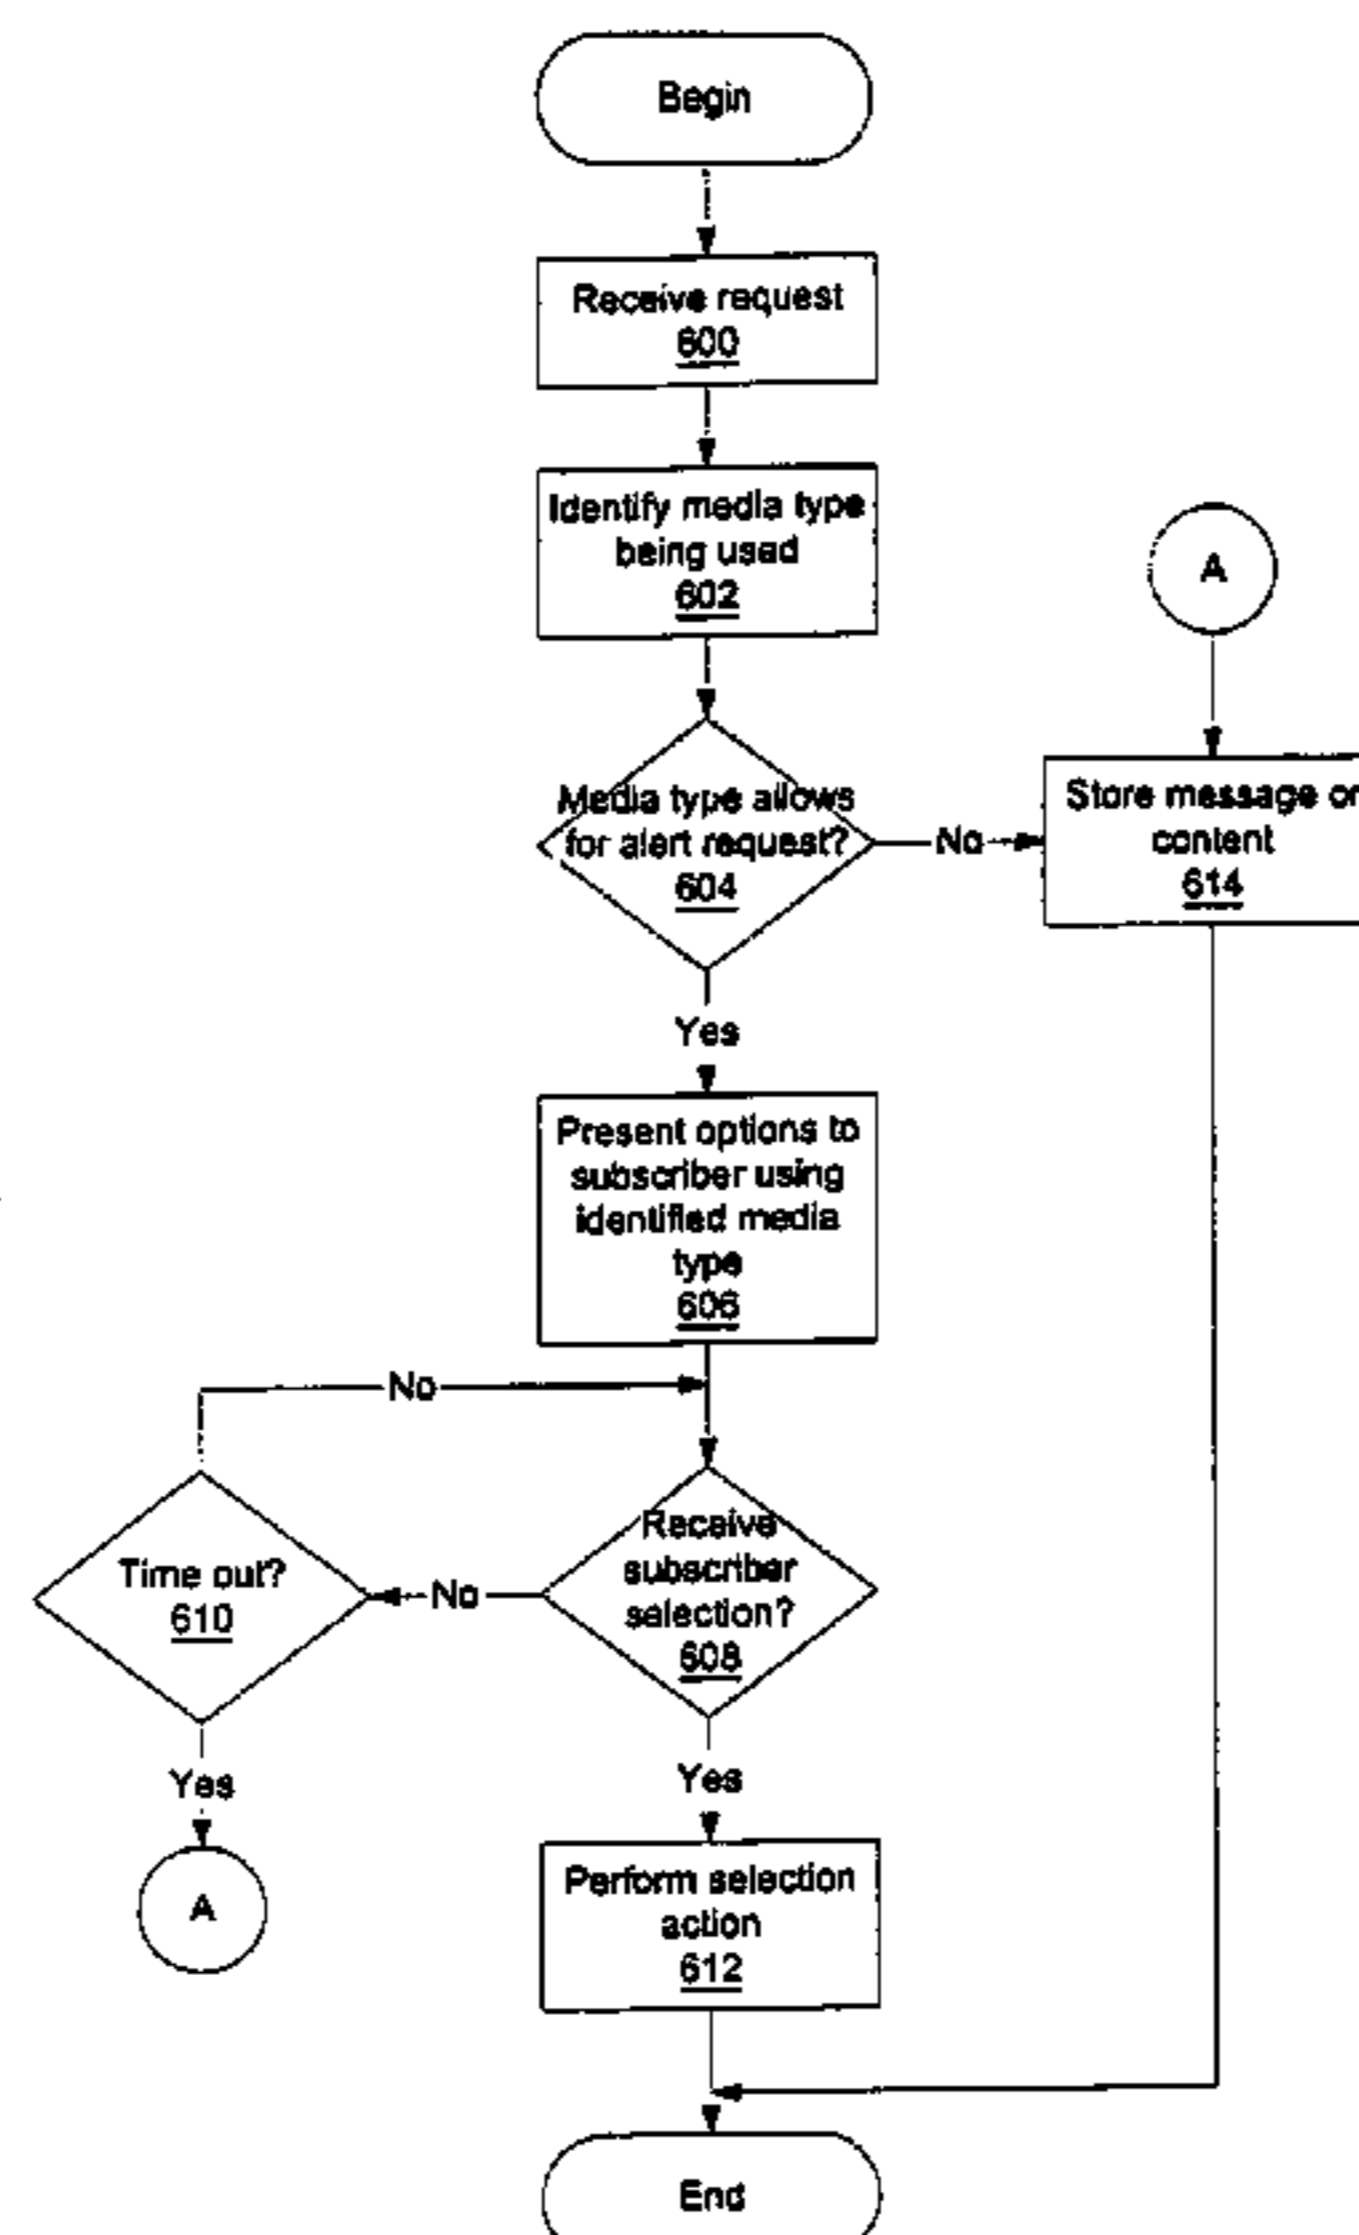 Begin
Receive request
600
Identify media type
being used
602
A
Media type allows
for alert request?
604
No
Store message or
content
614
Yes
Present options to
subscriber using
identified media
type
606
No
Time out?
610
No
Receive
subscriber
selection?
608
Yes
Yes
A
Perform selection
action
612
End